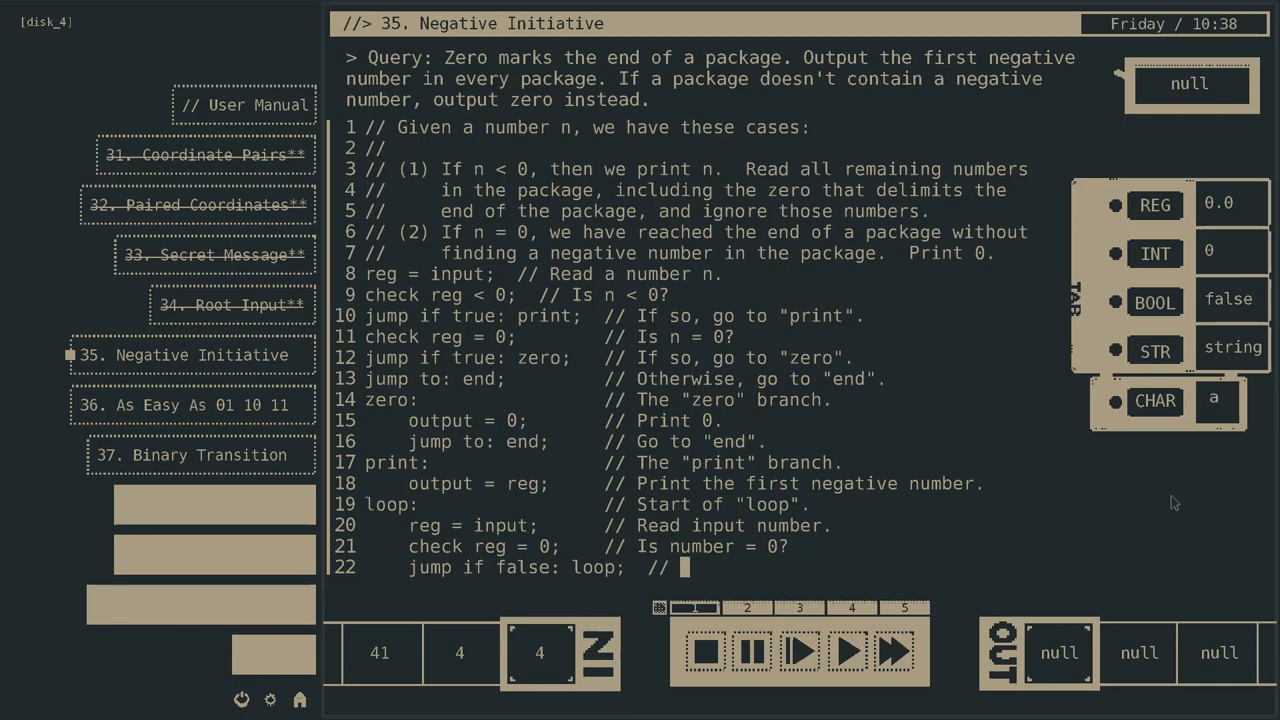 [disk_4]
//> 35. Negative Initiative
Friday / 10:38
> Query: Zero marks the end of a package. Output the first negative
number in every package. If a package doesn't contain a negative
number, output zero instead.
null
// User Manual
31. Coordinate Pairs**
32. Paired Coordinates**
33. Secret Message**
34. Root Input**
35. Negative Initiative
36. As Easy As 01 10 11
37. Binary Transition
1 // Given a number n, we have these cases:
2 //
3 // (1) If n < 0, then we print n.  Read all remaining numbers
4 //     in the package, including the zero that delimits the
5 //     end of the package, and ignore those numbers.
6 // (2) If n = 0, we have reached the end of a package without
7 //     finding a negative number in the package.  Print 0.
8 reg = input;  // Read a number n.
9 check reg < 0;  // Is n < 0?
10 jump if true: print;  // If so, go to "print".
11 check reg = 0;        // Is n = 0?
12 jump if true: zero;   // If so, go to "zero".
13 jump to: end;         // Otherwise, go to "end".
14 zero:                 // The "zero" branch.
15     output = 0;       // Print 0.
16     jump to: end;     // Go to "end".
17 print:                // The "print" branch.
18     output = reg;     // Print the first negative number.
19 loop:                 // Start of "loop".
20     reg = input;      // Read input number.
21     check reg = 0;    // Is number = 0?
22     jump if false: loop;  //
TAB
REG 0.0
INT 0
BOOL false
STR string
CHAR a
1 2 3 4 5
41 4 4 IN
OUT null null null